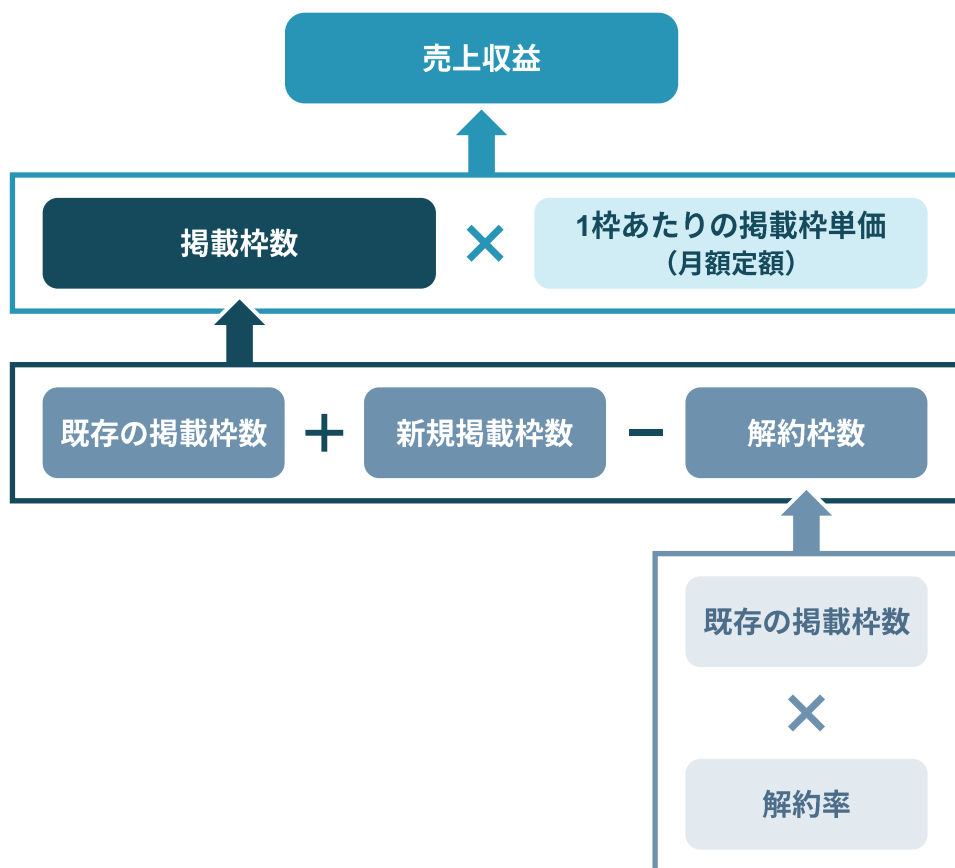 売上収益
掲載枠数
×
1枠あたりの掲載枠単価
（月額定額）
既存の掲載枠数
+
新規掲載枠数
−
解約枠数
既存の掲載枠数
×
解約率